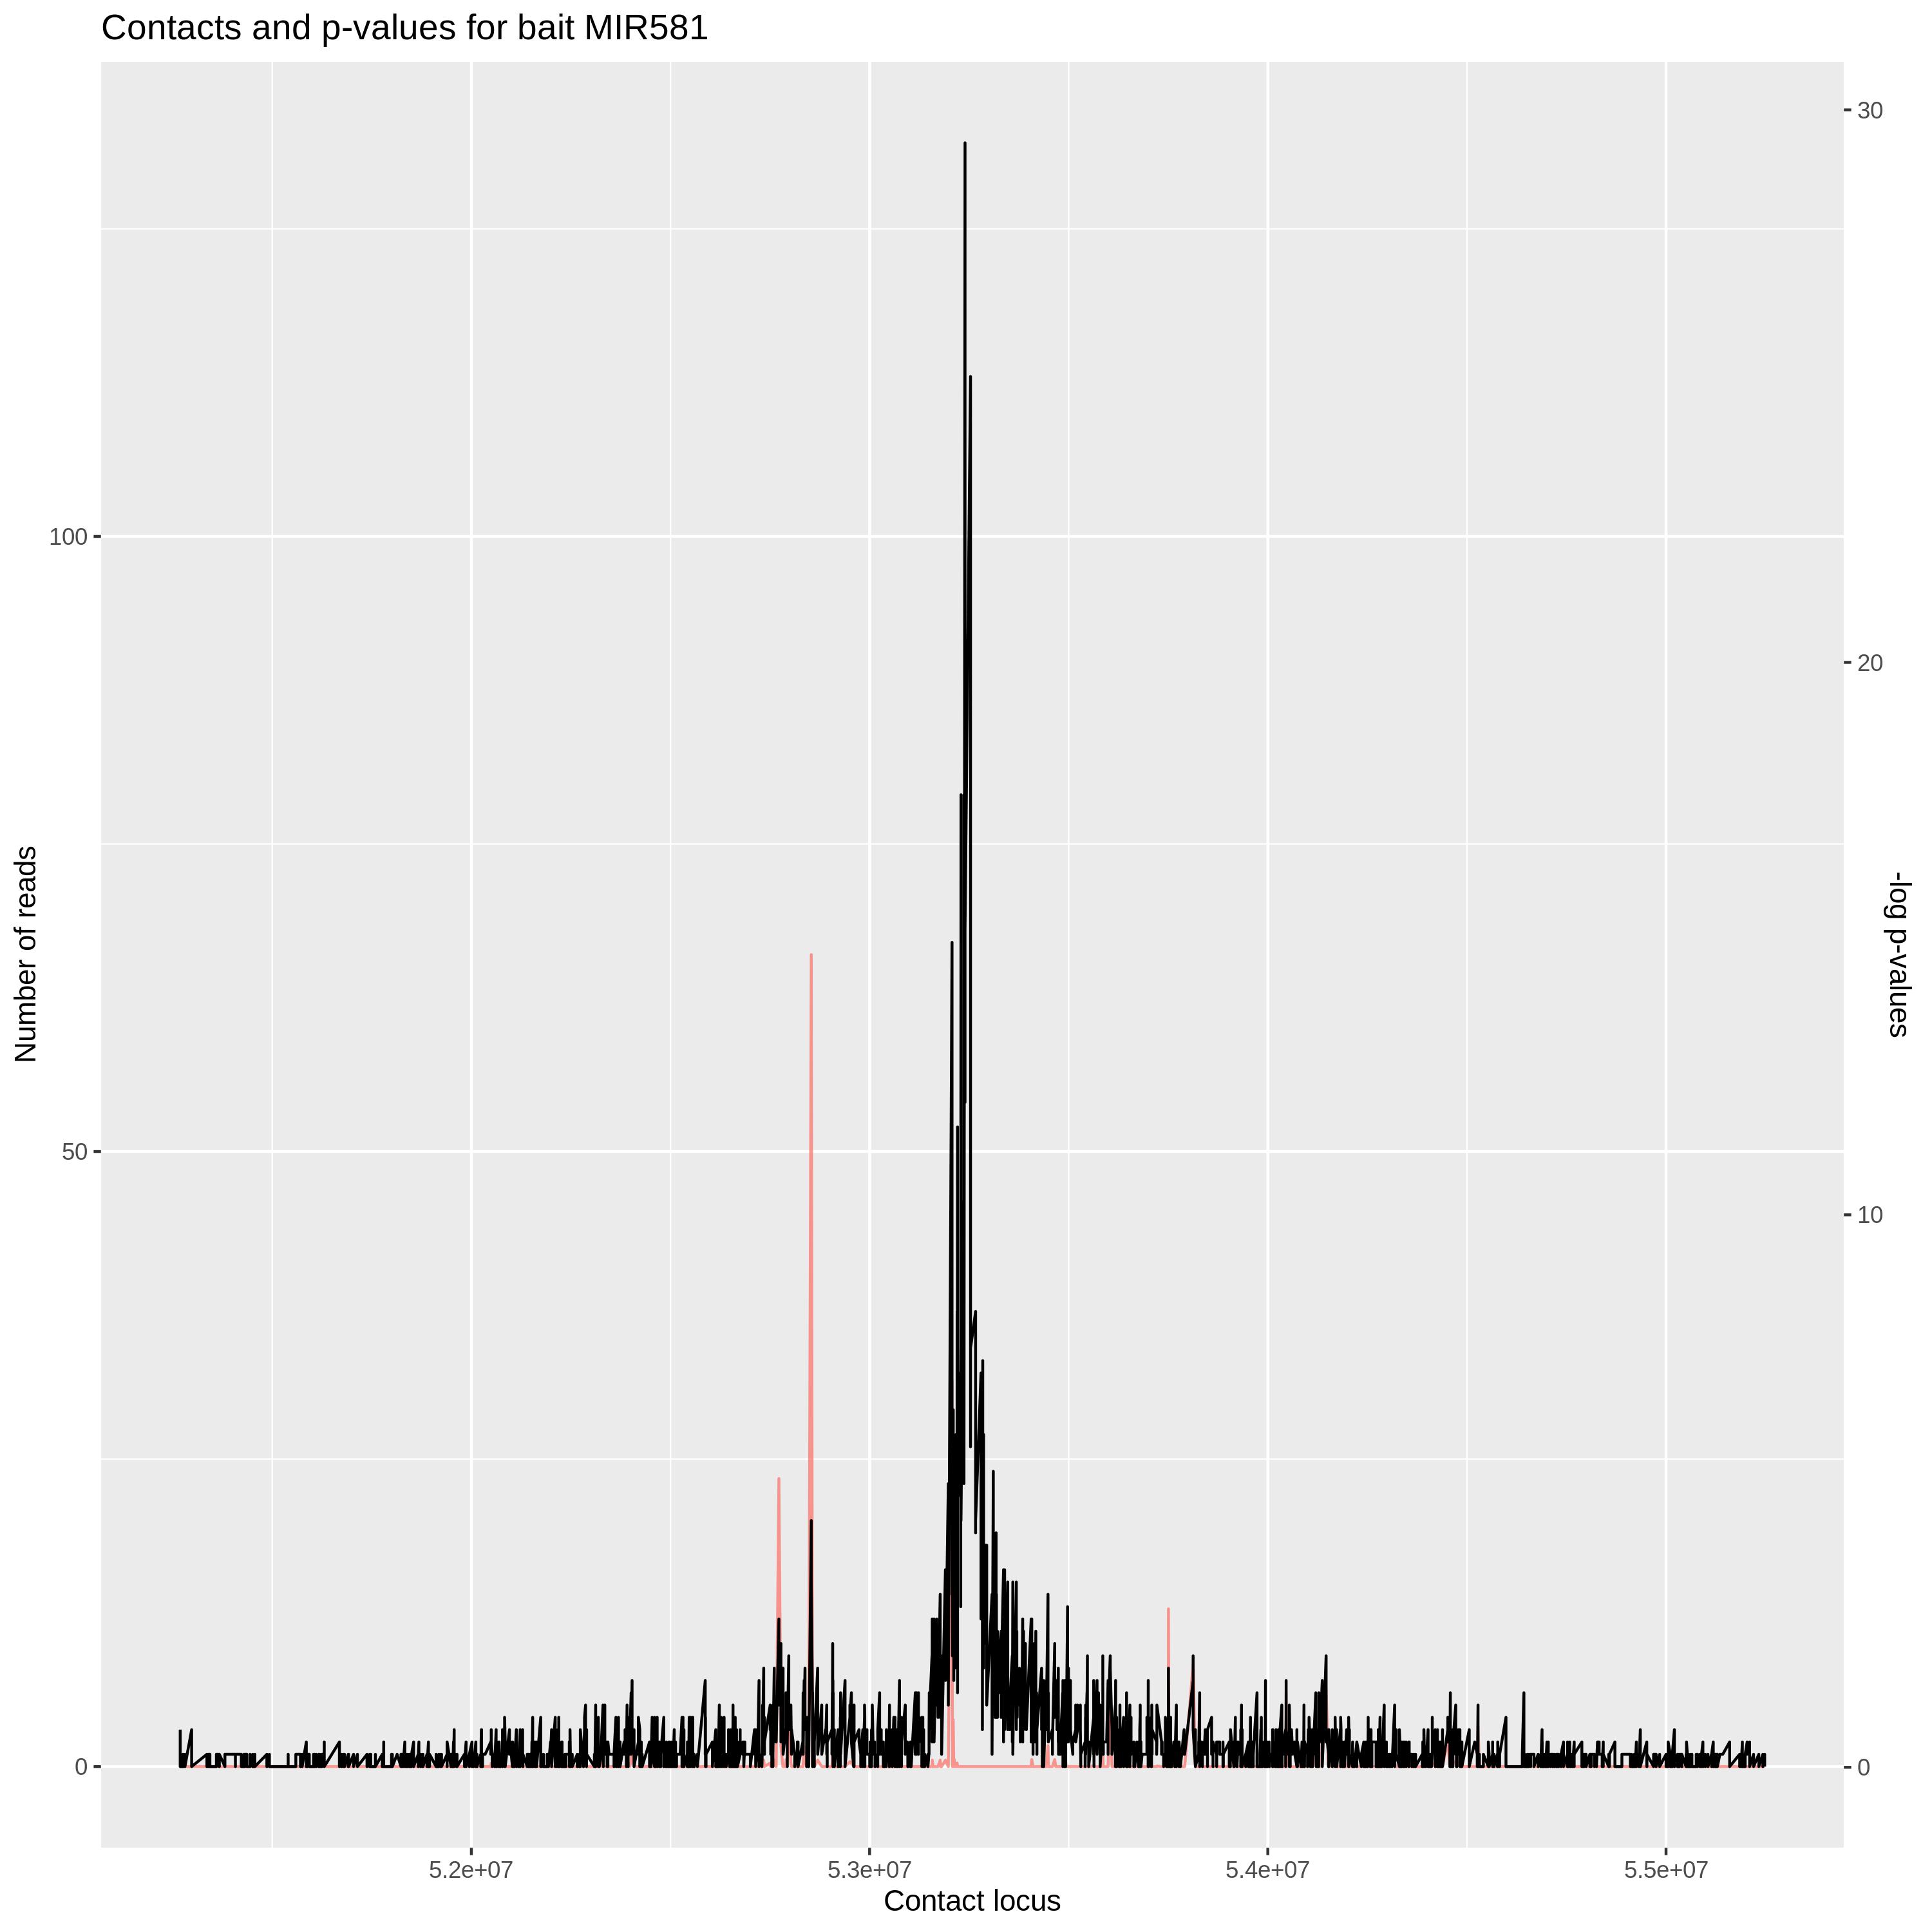 Contacts and p-values for bait MIR581
30
100
20
Number of reads
-log p-values
50
10
0
0
5.2e+07
5.3e+07
5.4e+07
5.5e+07
Contact locus